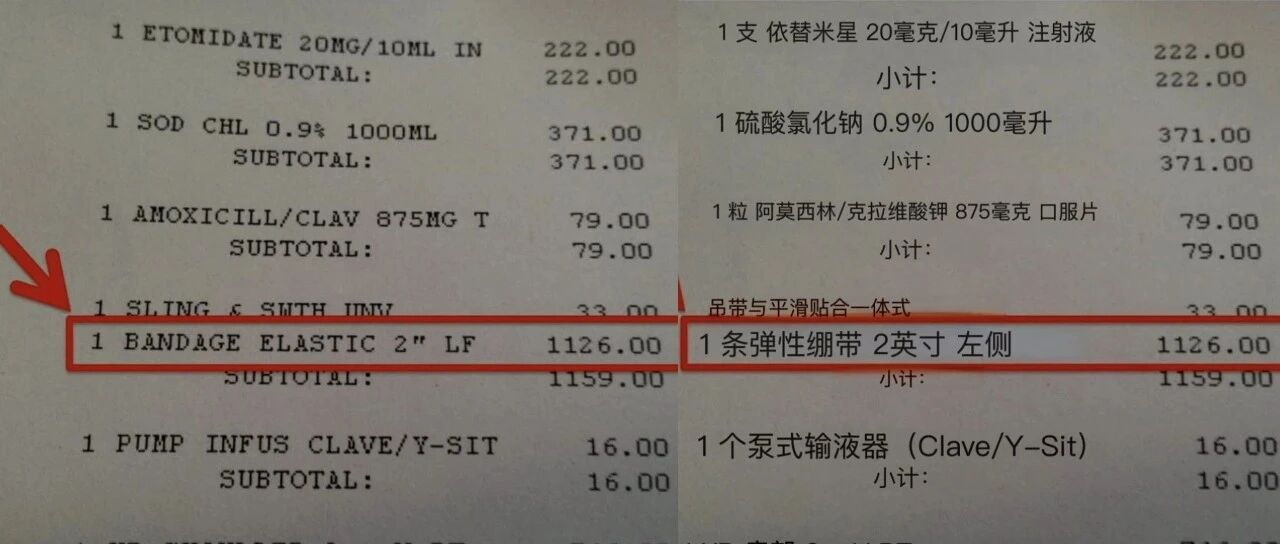 1 ETOMIDATE 20MG/10ML IN 222.00
SUBTOTAL: 222.00
1 SOD CHL 0.9% 1000ML 371.00
SUBTOTAL: 371.00
1 AMOXICILL/CLAV 875MG T 79.00
SUBTOTAL: 79.00
1 SLING & SWTH UNV 33.00
1 BANDAGE ELASTIC 2" LF 1126.00
SUBTOTAL: 1159.00
1 PUMP INFUS CLAVE/Y-SIT 16.00
SUBTOTAL: 16.00
1 支 依替米星 20毫克/10毫升 注射液 222.00
小计: 222.00
1 硫酸氯化钠 0.9% 1000毫升 371.00
小计: 371.00
1 粒 阿莫西林/克拉维酸钾 875毫克 口服片 79.00
小计: 79.00
吊带与平滑贴合一体式 33.00
1 条弹性绷带 2英寸 左侧 1126.00
小计: 1159.00
1 个泵式输液器（Clave/Y-Sit） 16.00
小计: 16.00